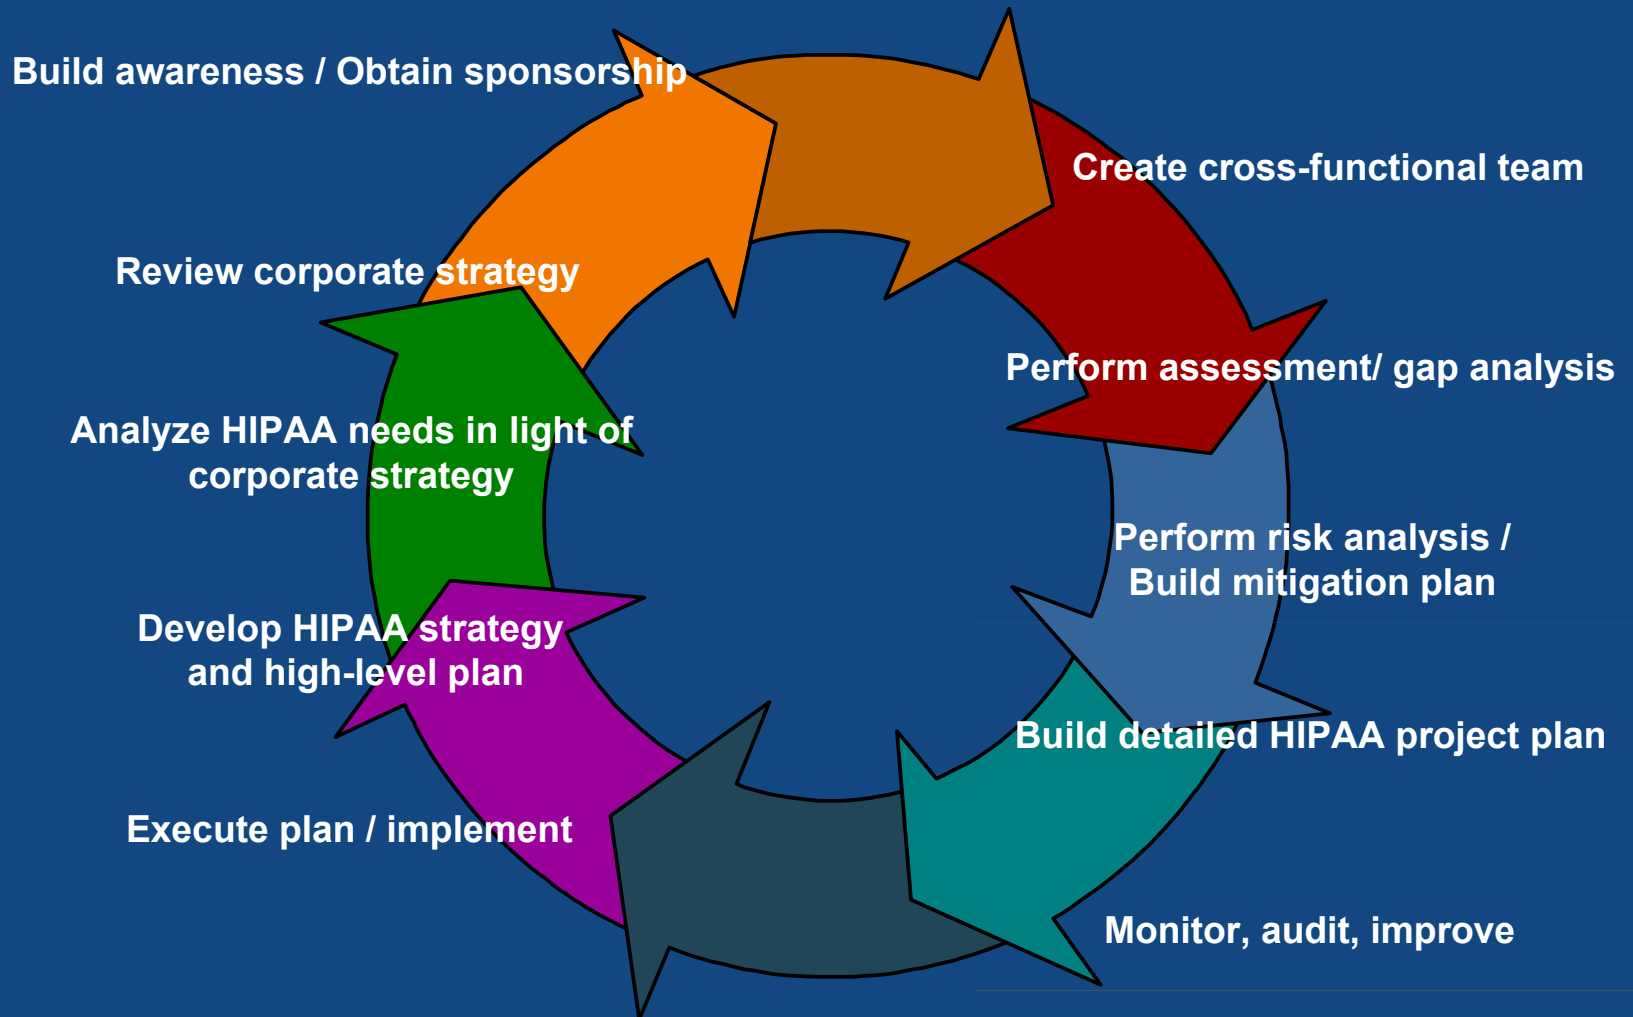 Build awareness / Obtain sponsorship
Create cross-functional team
Review corporate strategy
Perform assessment/ gap analysis
Analyze HIPAA needs in light of
corporate strategy
Perform risk analysis /
Build mitigation plan
Develop HIPAA strategy
and high-level plan
Build detailed HIPAA project plan
Execute plan / implement
Monitor, audit, improve